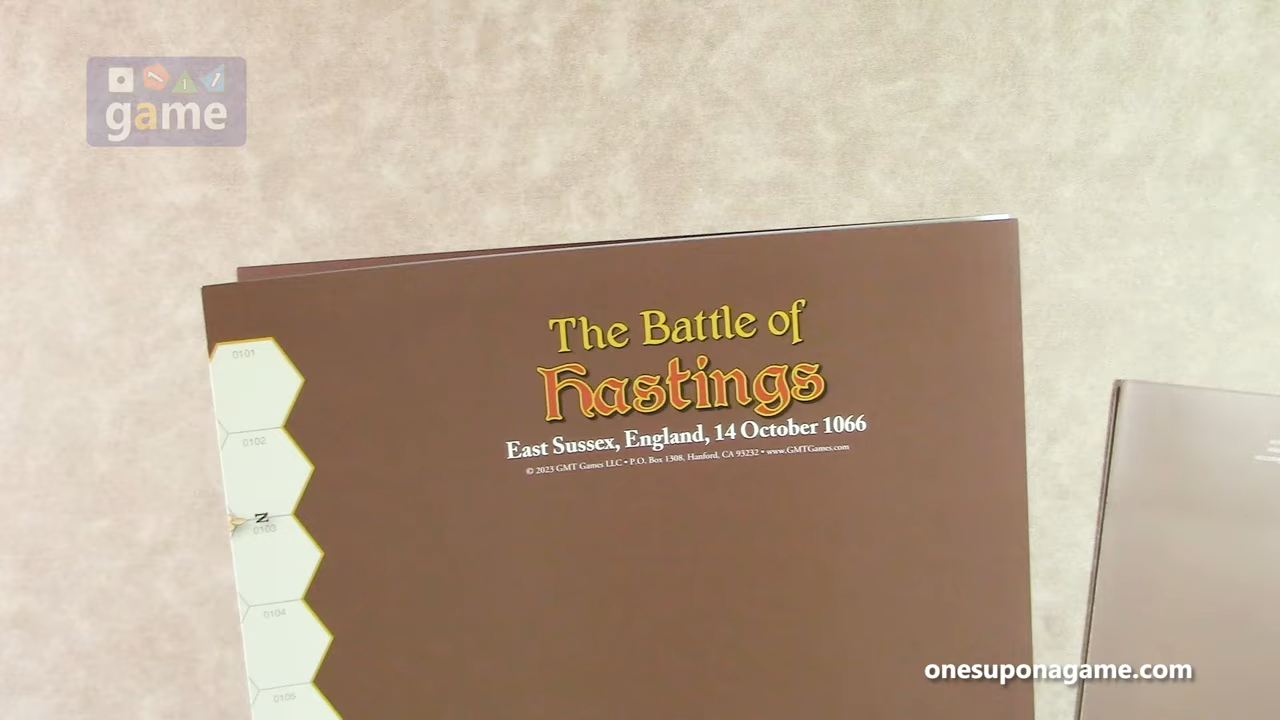 game
The Battle of
Hastings
East Sussex, England, 14 October 1066
© 2023 GMT Games LLC • P.O. Box 1308, Hanford, CA 93232 • www.GMTGames.com
0101
0102
N
0103
0104
0105
onesuponagame.com